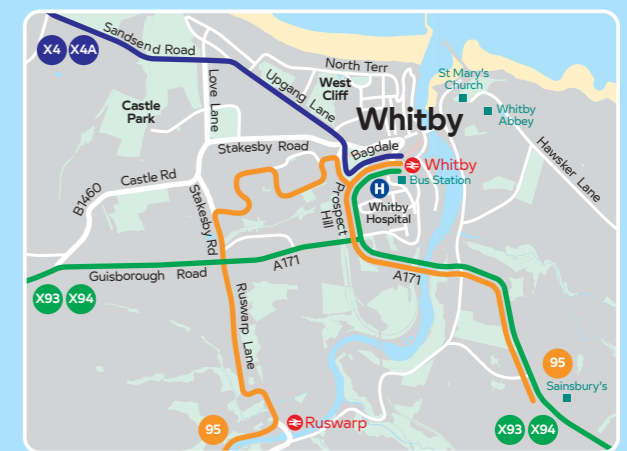 X4 X4A
Sandsend Road
North Terr
St Mary's
Church
West
Cliff
Love Lane
Upgang Lane
Castle
Park
Whitby
Whitby
Abbey
Stakesby Road
Bagdale
Hawsker Lane
Whitby
Bus Station
Castle Rd
B1460
Stakesby Rd
Prospect
Hill
H
Whitby
Hospital
Guisborough Road
A171
A171
X93 X94
Ruswarp Lane
95
Sainsbury's
95
Ruswarp
X93 X94